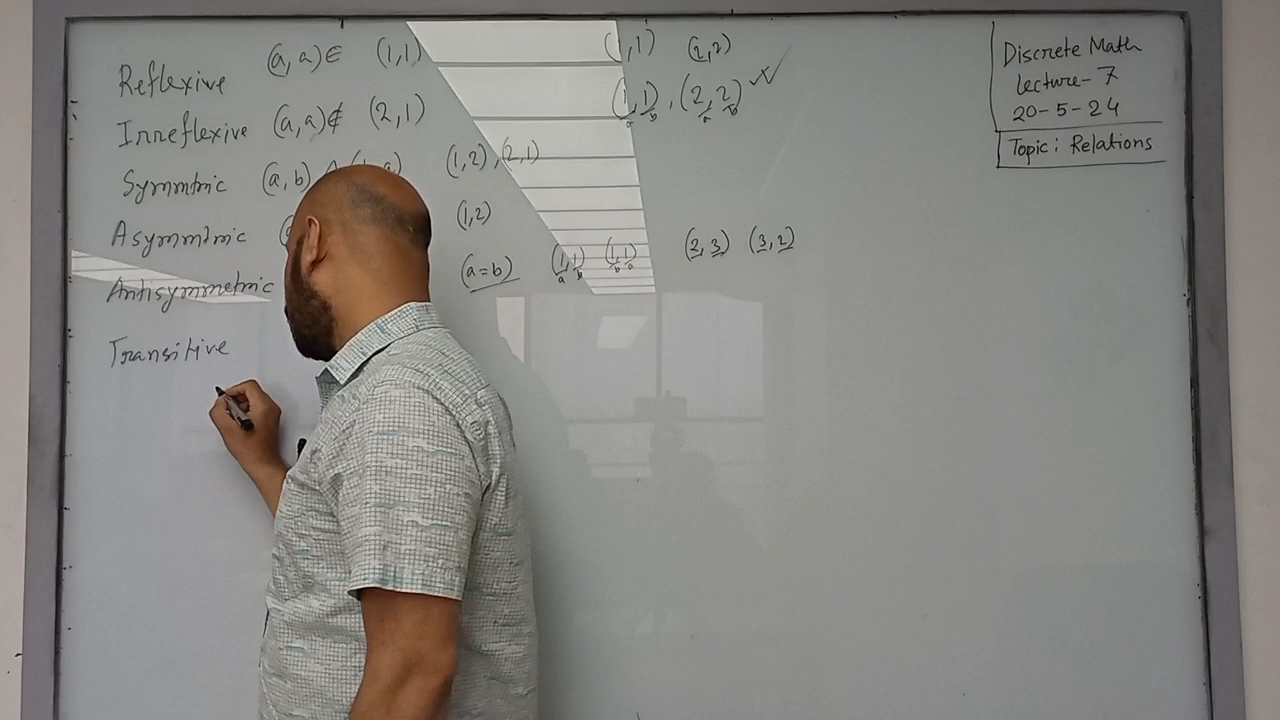 Reflexive (a, a) ∈ (1,1) (1,1) (2,2)
Irreflexive (a, a) ∉ (2,1) (1,1), (2,2) ✓
a b a b
Symmtric (a, b) (1,2), (2,1)
Asymmtric (1,2)
Antisymmetric (a=b) (1,1) (1,1) (2,3) (3,2)
a b b a
Transitive
Discrete Math
Lecture-7
20-5-24
Topic: Relations